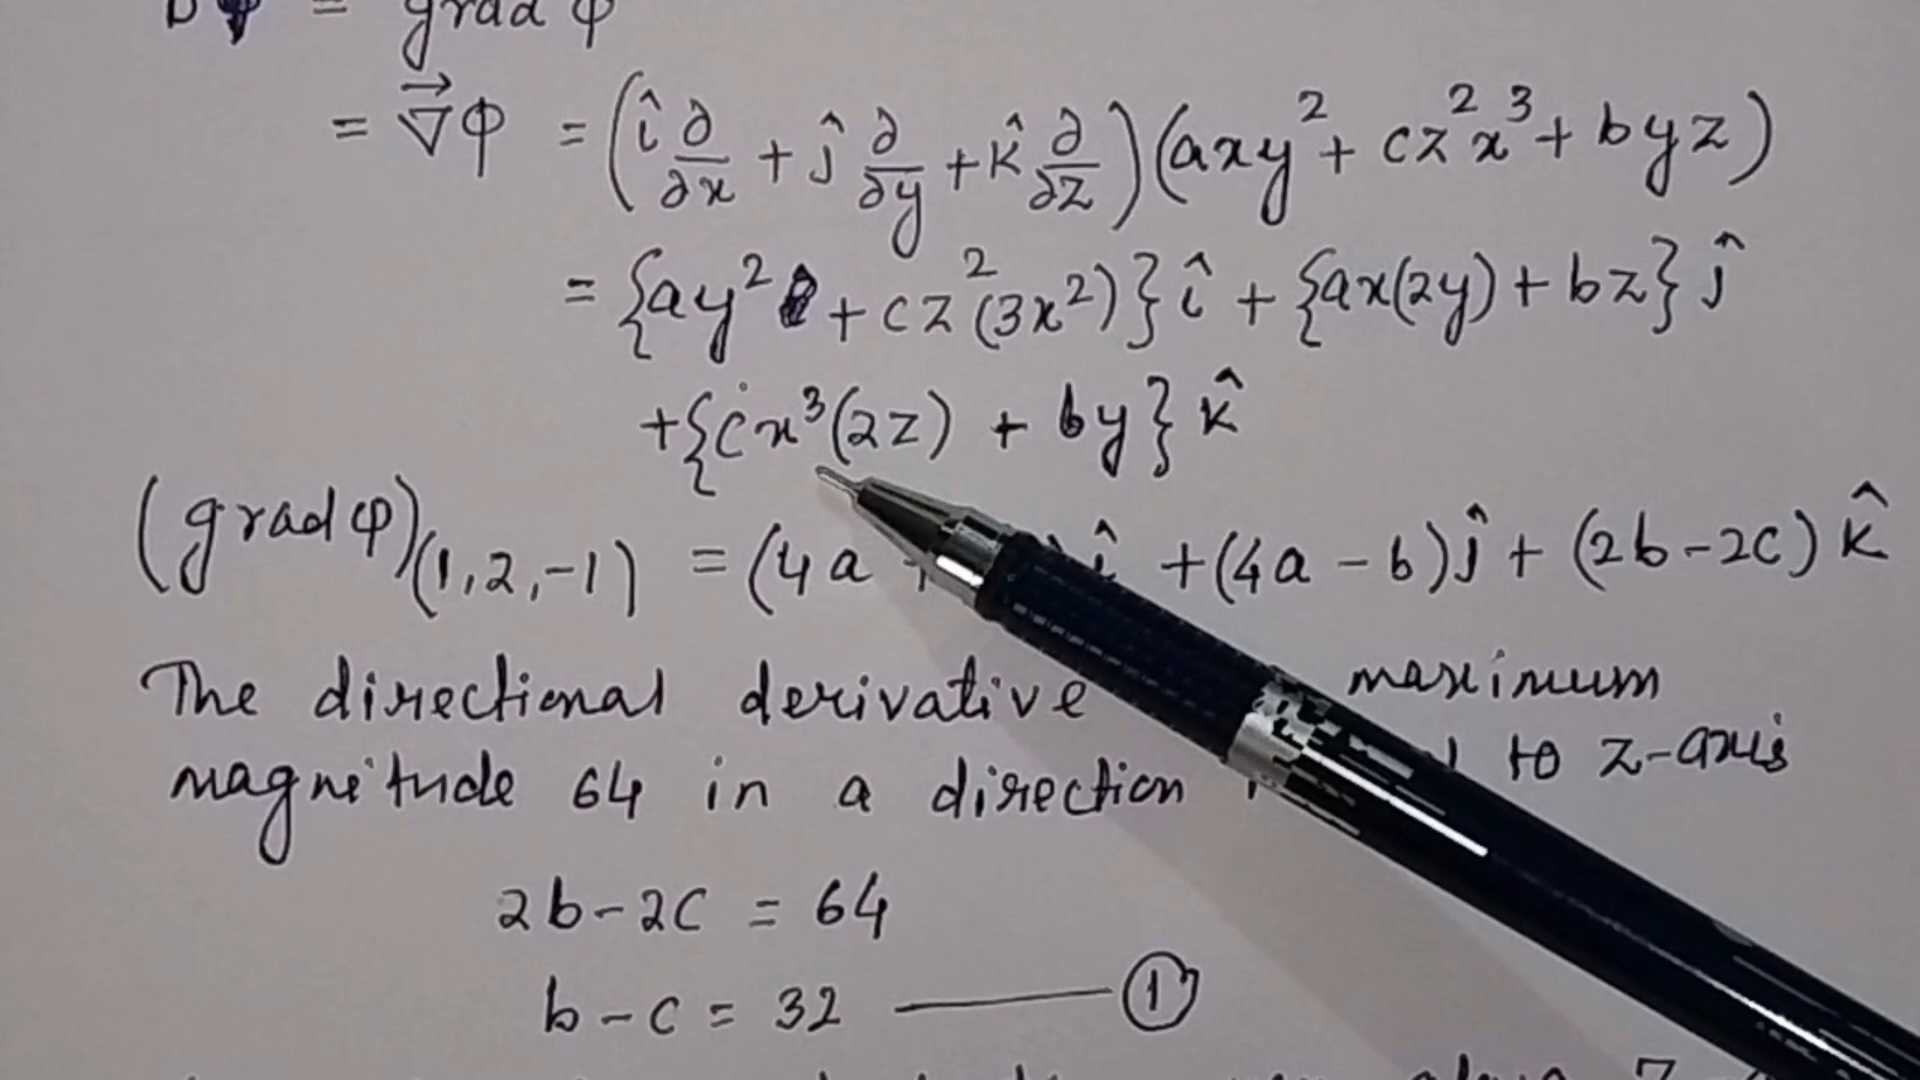 = grad φ
= ∇⃗φ = (î ∂/∂x + ĵ ∂/∂y + k̂ ∂/∂z)(axy² + cz²x³ + byz)
= {ay² + cz²(3x²)} î + {ax(2y) + bz} ĵ
+ {cx³(2z) + by} k̂
(grad φ)(1,2,-1) = (4a î + (4a - b) ĵ + (2b - 2c) k̂
The directional derivative maximum
magnitude 64 in a direction to z-axis
2b - 2c = 64
b - c = 32 ——— ①